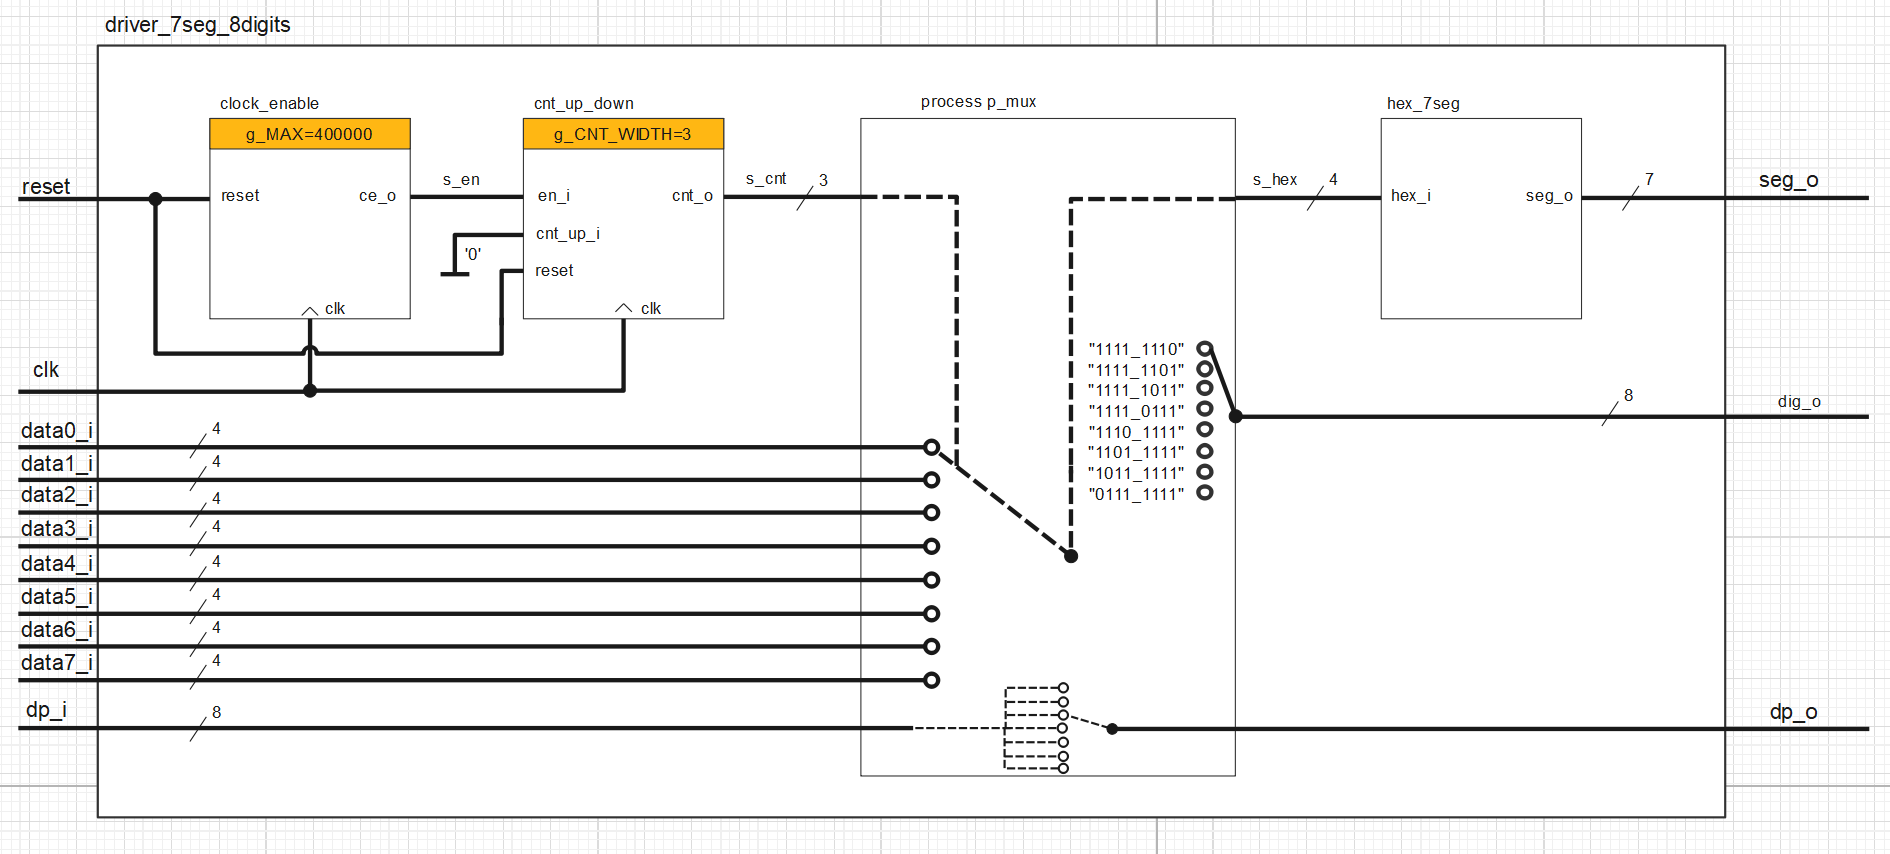 driver_7seg_8digits
clock_enable
g_MAX=400000
reset
ce_o
clk
cnt_up_down
g_CNT_WIDTH=3
en_i
cnt_o
cnt_up_i
'0'
reset
clk
process p_mux
hex_7seg
hex_i
seg_o
reset
s_en
s_cnt
3
s_hex
4
7
seg_o
clk
"1111_1110"
"1111_1101"
"1111_1011"
"1111_0111"
"1110_1111"
"1101_1111"
"1011_1111"
"0111_1111"
8
dig_o
data0_i
4
data1_i
4
data2_i
4
data3_i
4
data4_i
4
data5_i
4
data6_i
4
data7_i
4
dp_i
8
dp_o